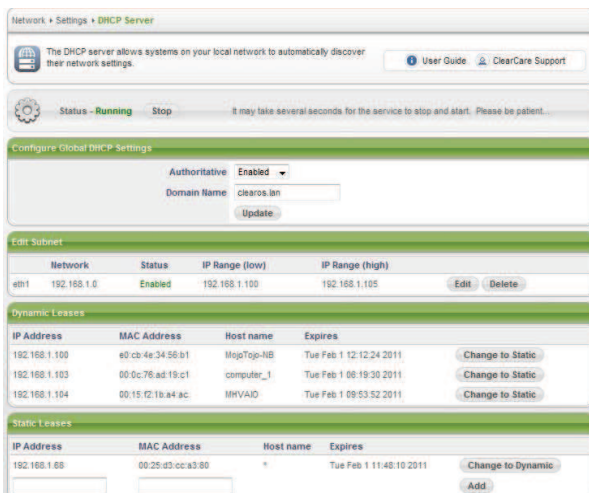 Network ▸ Settings ▸ DHCP Server
The DHCP server allows systems on your local network to automatically discover
their network settings.
User Guide ClearCare Support
Status - Running Stop It may take several seconds for the service to stop and start. Please be patient...
Configure Global DHCP Settings
Authoritative Enabled
Domain Name clearos.lan
Update
Edit Subnet
Network Status IP Range (low) IP Range (high)
eth1 192.168.1.0 Enabled 192.168.1.100 192.168.1.105 Edit Delete
Dynamic Leases
IP Address MAC Address Host name Expires
192.168.1.100 e0:cb:4e:34:56:b1 MojoTojo-NB Tue Feb 1 12:12:24 2011 Change to Static
192.168.1.103 00:0c:76:ad:19:c1 computer_1 Tue Feb 1 08:19:30 2011 Change to Static
192.168.1.104 00:15:f2:1b:a4:ac MHVAIO Tue Feb 1 09:53:52 2011 Change to Static
Static Leases
IP Address MAC Address Host name Expires
192.168.1.68 00:25:d3:cc:a3:80 * Tue Feb 1 11:48:10 2011 Change to Dynamic
Add